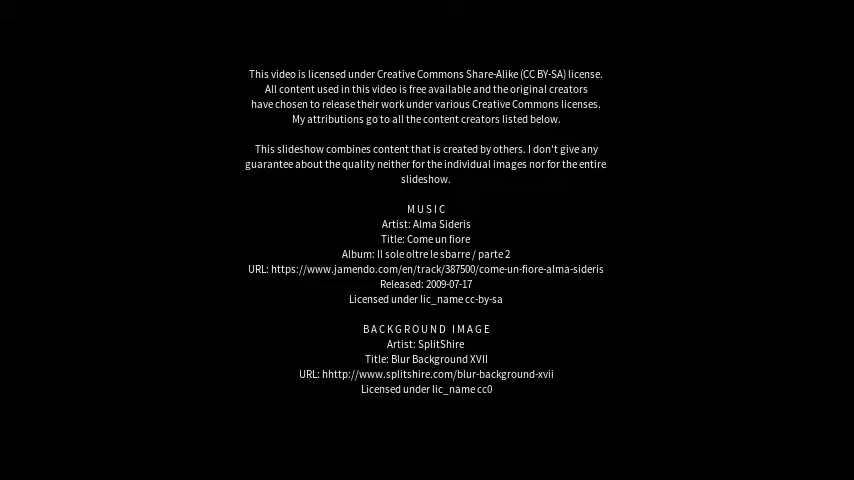 This video is licensed under Creative Commons Share-Alike (CC BY-SA) license.
All content used in this video is free available and the original creators
have chosen to release their work under various Creative Commons licenses.
My attributions go to all the content creators listed below.
This slideshow combines content that is created by others. I don't give any
guarantee about the quality neither for the individual images nor for the entire
slideshow.
MUSIC
Artist: Alma Sideris
Title: Come un fiore
Album: Il sole oltre le sbarre / parte 2
URL: https://www.jamendo.com/en/track/387500/come-un-fiore-alma-sideris
Released: 2009-07-17
Licensed under lic_name cc-by-sa
BACKGROUND IMAGE
Artist: SplitShire
Title: Blur Background XVII
URL: hhttp://www.splitshire.com/blur-background-xvii
Licensed under lic_name cc0